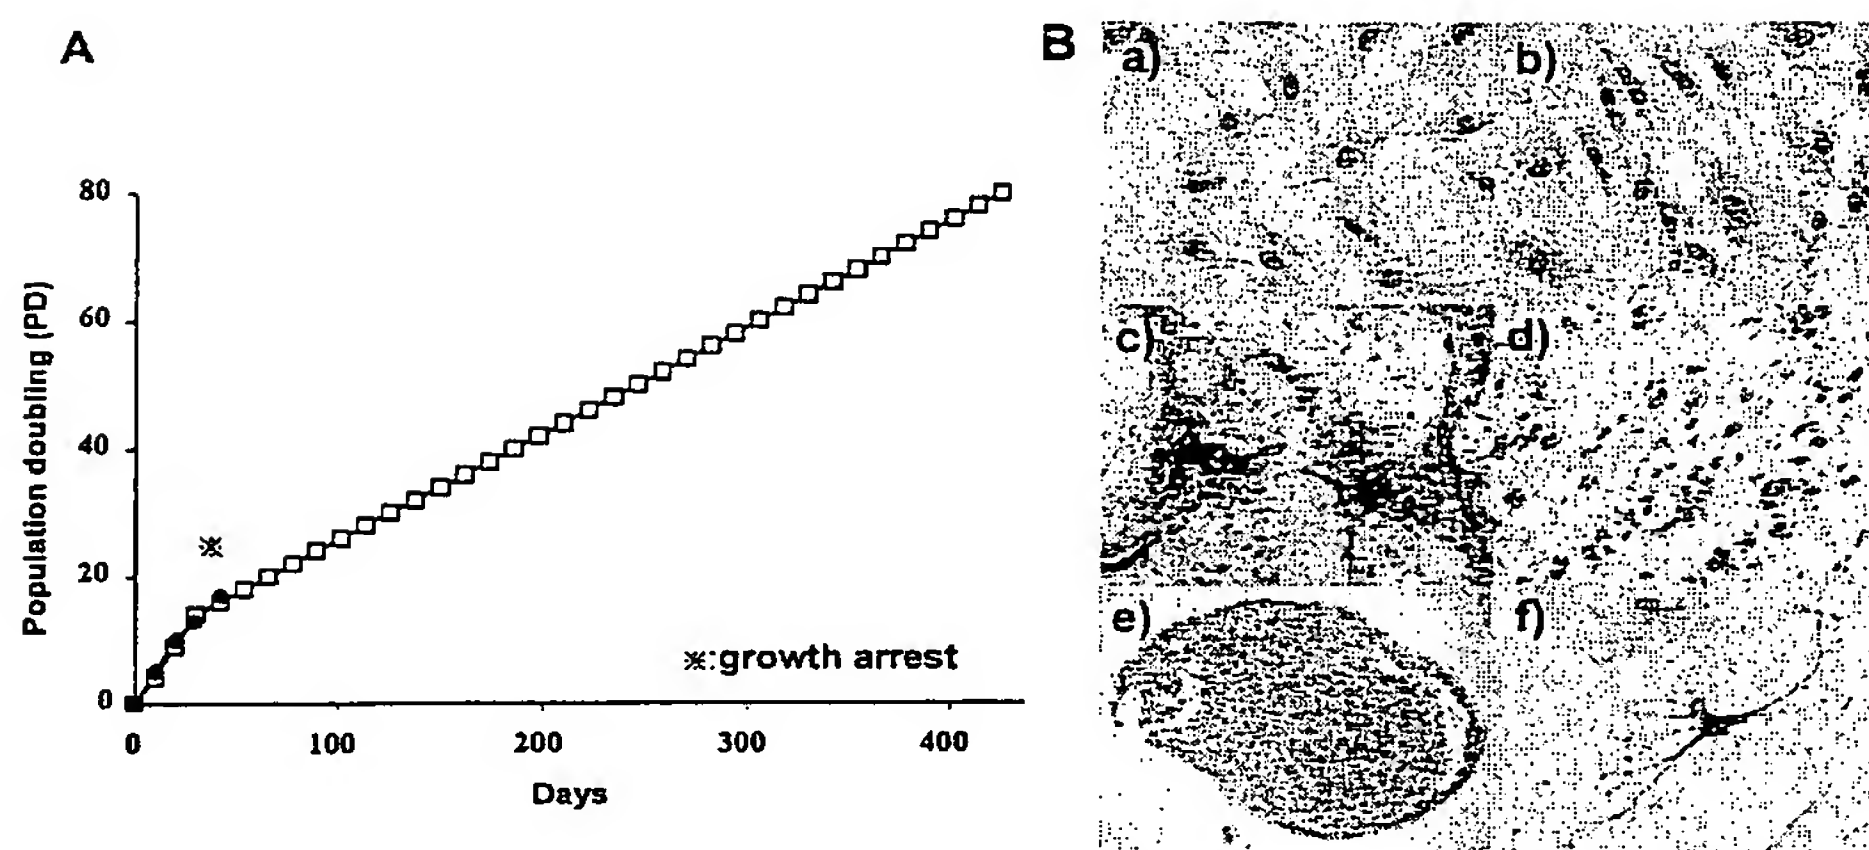 A
Population doubling (PD)
80
60
40
20
0
0 100 200 300 400
Days
※:growth arrest
B
a)
b)
c)
d)
e)
f)